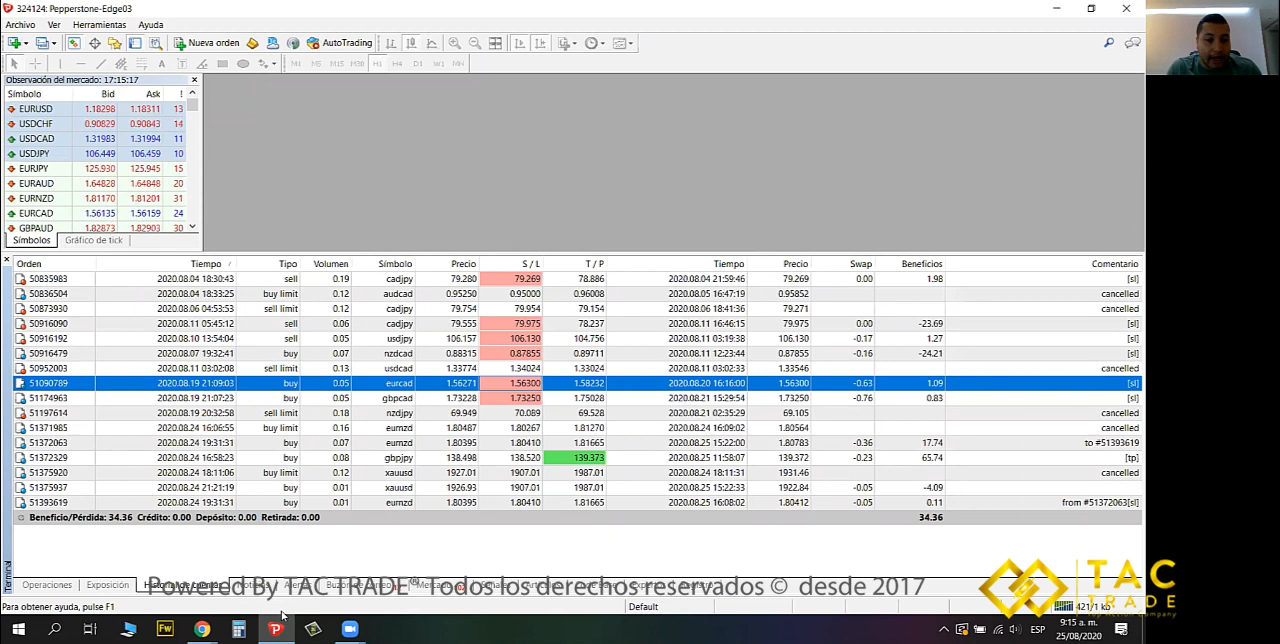 324124: Pepperstone-Edge03
Archivo Ver Herramientas Ayuda
Nueva orden AutoTrading
M1 M5 M15 M30 H1 H4 D1 W1 MN
Observación del mercado: 17:15:17
Símbolo Bid Ask !
EURUSD 1.18298 1.18311 13
USDCHF 0.90829 0.90843 14
USDCAD 1.31983 1.31994 11
USDJPY 106.449 106.459 10
EURJPY 125.930 125.945 15
EURAUD 1.64828 1.64848 20
EURNZD 1.81170 1.81201 31
EURCAD 1.56135 1.56159 24
GBPAUD 1.82873 1.82903 30
Símbolos Gráfico de tick
Orden Tiempo / Tipo Volumen Símbolo Precio S / L T / P Tiempo Precio Swap Beneficios Comentario
50835983 2020.08.04 18:30:43 sell 0.19 cadjpy 79.280 79.269 78.886 2020.08.04 21:59:46 79.269 0.00 1.98 [sl]
50836504 2020.08.04 18:33:25 buy limit 0.12 audcad 0.95250 0.95000 0.96008 2020.08.05 16:47:19 0.95852 cancelled
50873930 2020.08.06 04:53:53 sell limit 0.12 cadjpy 79.754 79.954 79.154 2020.08.06 18:41:36 79.271 cancelled
50916090 2020.08.11 05:45:12 sell 0.06 cadjpy 79.555 79.975 78.237 2020.08.11 16:46:15 79.975 0.00 -23.69 [sl]
50916192 2020.08.10 13:54:04 sell 0.05 usdjpy 106.157 106.130 104.756 2020.08.11 03:19:38 106.130 -0.17 1.27 [sl]
50916479 2020.08.07 19:32:41 buy 0.07 nzdcad 0.88315 0.87855 0.89711 2020.08.11 12:23:44 0.87855 -0.16 -24.21 [sl]
50952003 2020.08.11 03:02:08 sell limit 0.13 usdcad 1.33774 1.34024 1.33024 2020.08.11 03:02:33 1.33546 cancelled
51090789 2020.08.19 21:09:03 buy 0.05 eurcad 1.56271 1.56300 1.58232 2020.08.20 16:16:00 1.56300 -0.63 1.09 [sl]
51174963 2020.08.19 21:07:23 buy 0.05 gbpcad 1.73228 1.73250 1.75028 2020.08.21 15:29:54 1.73250 -0.76 0.83 [sl]
51197614 2020.08.19 20:32:58 sell limit 0.18 nzdjpy 69.949 70.089 69.528 2020.08.21 02:35:29 69.105 cancelled
51371985 2020.08.24 16:06:55 buy limit 0.16 eurnzd 1.80487 1.80267 1.81270 2020.08.24 16:09:02 1.80564 cancelled
51372063 2020.08.24 19:31:31 buy 0.07 eurnzd 1.80395 1.80410 1.81665 2020.08.25 15:22:00 1.80783 -0.36 17.74 to #51393619
51372329 2020.08.24 16:58:23 buy 0.08 gbpjpy 138.498 138.520 139.373 2020.08.25 11:58:07 139.372 -0.23 65.74 [tp]
51375920 2020.08.24 18:11:06 buy limit 0.12 xauusd 1927.01 1907.01 1987.01 2020.08.24 18:11:31 1931.46 cancelled
51375937 2020.08.24 21:21:19 buy 0.01 xauusd 1926.93 1907.01 1987.01 2020.08.25 15:22:33 1922.84 -0.05 -4.09
51393619 2020.08.24 19:31:31 buy 0.01 eurnzd 1.80395 1.80410 1.81665 2020.08.25 16:08:02 1.80412 -0.05 0.11 from #51372063[sl]
Beneficio/Pérdida: 34.36 Crédito: 0.00 Depósito: 0.00 Retirada: 0.00 34.36
Terminal
Operaciones Exposición
Powered By TAC TRADE® Todos los derechos reservados © desde 2017
TAC
TRADE
Para obtener ayuda, pulse F1 Default 421/1 kb
Fw ESP 9:15 a. m.
25/08/2020